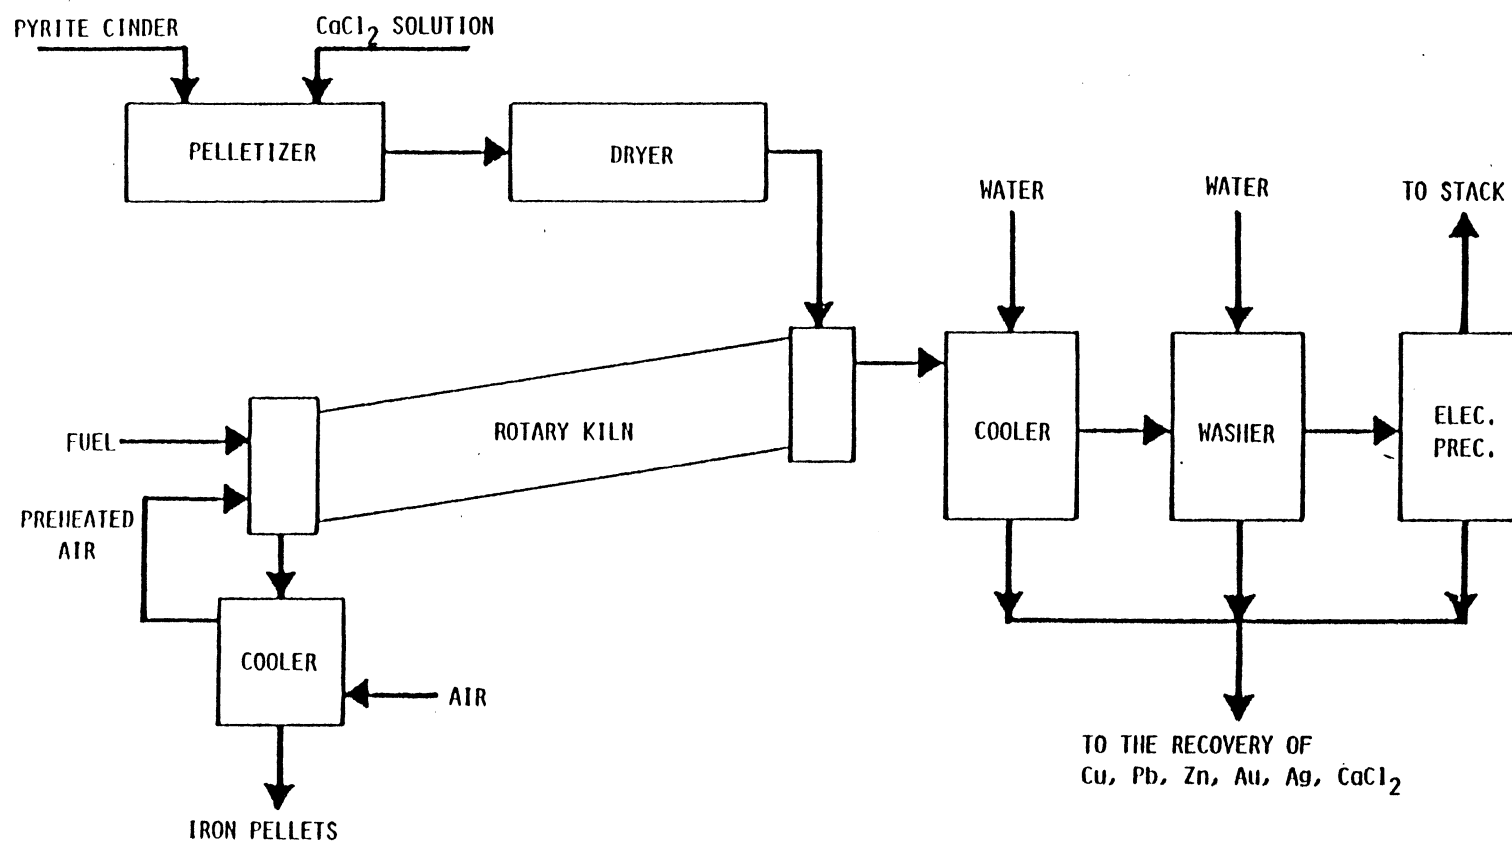 PYRITE CINDER
CaCl2 SOLUTION
PELLETIZER
DRYER
WATER
WATER
TO STACK
ROTARY KILN
FUEL
COOLER
WASHER
ELEC.
PREC.
PREHEATED
AIR
COOLER
AIR
TO THE RECOVERY OF
Cu, Pb, Zn, Au, Ag, CaCl2
IRON PELLETS